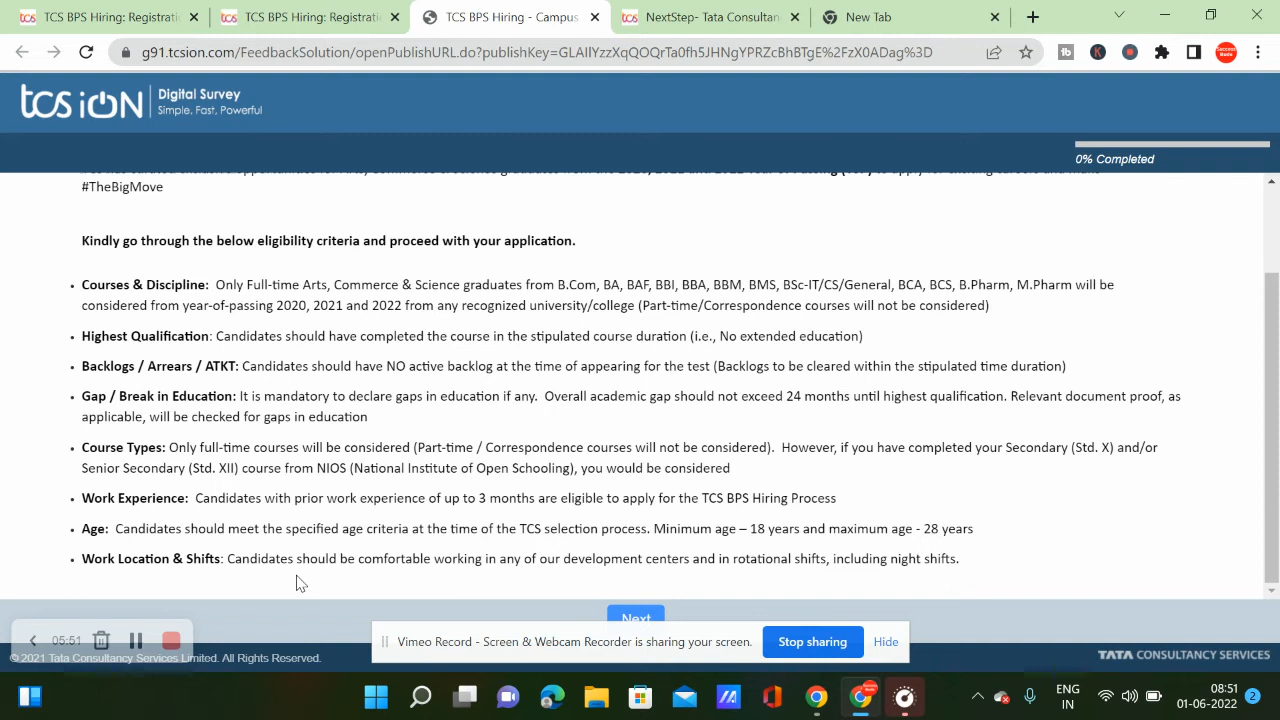 TCS BPS Hiring: Registrati
TCS BPS Hiring: Registrati
TCS BPS Hiring - Campus
NextStep- Tata Consultan
New Tab
g91.tcsion.com/FeedbackSolution/openPublishURL.do?publishKey=GLAIlYzzXqQOQrTa0fh5JHNgYPRZcBhBTgE%2FzX0ADag%3D
tcs iON Digital Survey
Simple, Fast, Powerful
0% Completed
#TheBigMove
Kindly go through the below eligibility criteria and proceed with your application.
Courses & Discipline: Only Full-time Arts, Commerce & Science graduates from B.Com, BA, BAF, BBI, BBA, BBM, BMS, BSc-IT/CS/General, BCA, BCS, B.Pharm, M.Pharm will be
considered from year-of-passing 2020, 2021 and 2022 from any recognized university/college (Part-time/Correspondence courses will not be considered)
Highest Qualification: Candidates should have completed the course in the stipulated course duration (i.e., No extended education)
Backlogs / Arrears / ATKT: Candidates should have NO active backlog at the time of appearing for the test (Backlogs to be cleared within the stipulated time duration)
Gap / Break in Education: It is mandatory to declare gaps in education if any. Overall academic gap should not exceed 24 months until highest qualification. Relevant document proof, as
applicable, will be checked for gaps in education
Course Types: Only full-time courses will be considered (Part-time / Correspondence courses will not be considered). However, if you have completed your Secondary (Std. X) and/or
Senior Secondary (Std. XII) course from NIOS (National Institute of Open Schooling), you would be considered
Work Experience: Candidates with prior work experience of up to 3 months are eligible to apply for the TCS BPS Hiring Process
Age: Candidates should meet the specified age criteria at the time of the TCS selection process. Minimum age – 18 years and maximum age - 28 years
Work Location & Shifts: Candidates should be comfortable working in any of our development centers and in rotational shifts, including night shifts.
Next
05:51
Vimeo Record - Screen & Webcam Recorder is sharing your screen.
Stop sharing
Hide
© 2021 Tata Consultancy Services Limited. All Rights Reserved.
TATA CONSULTANCY SERVICES
ENG
IN
08:51
01-06-2022
2